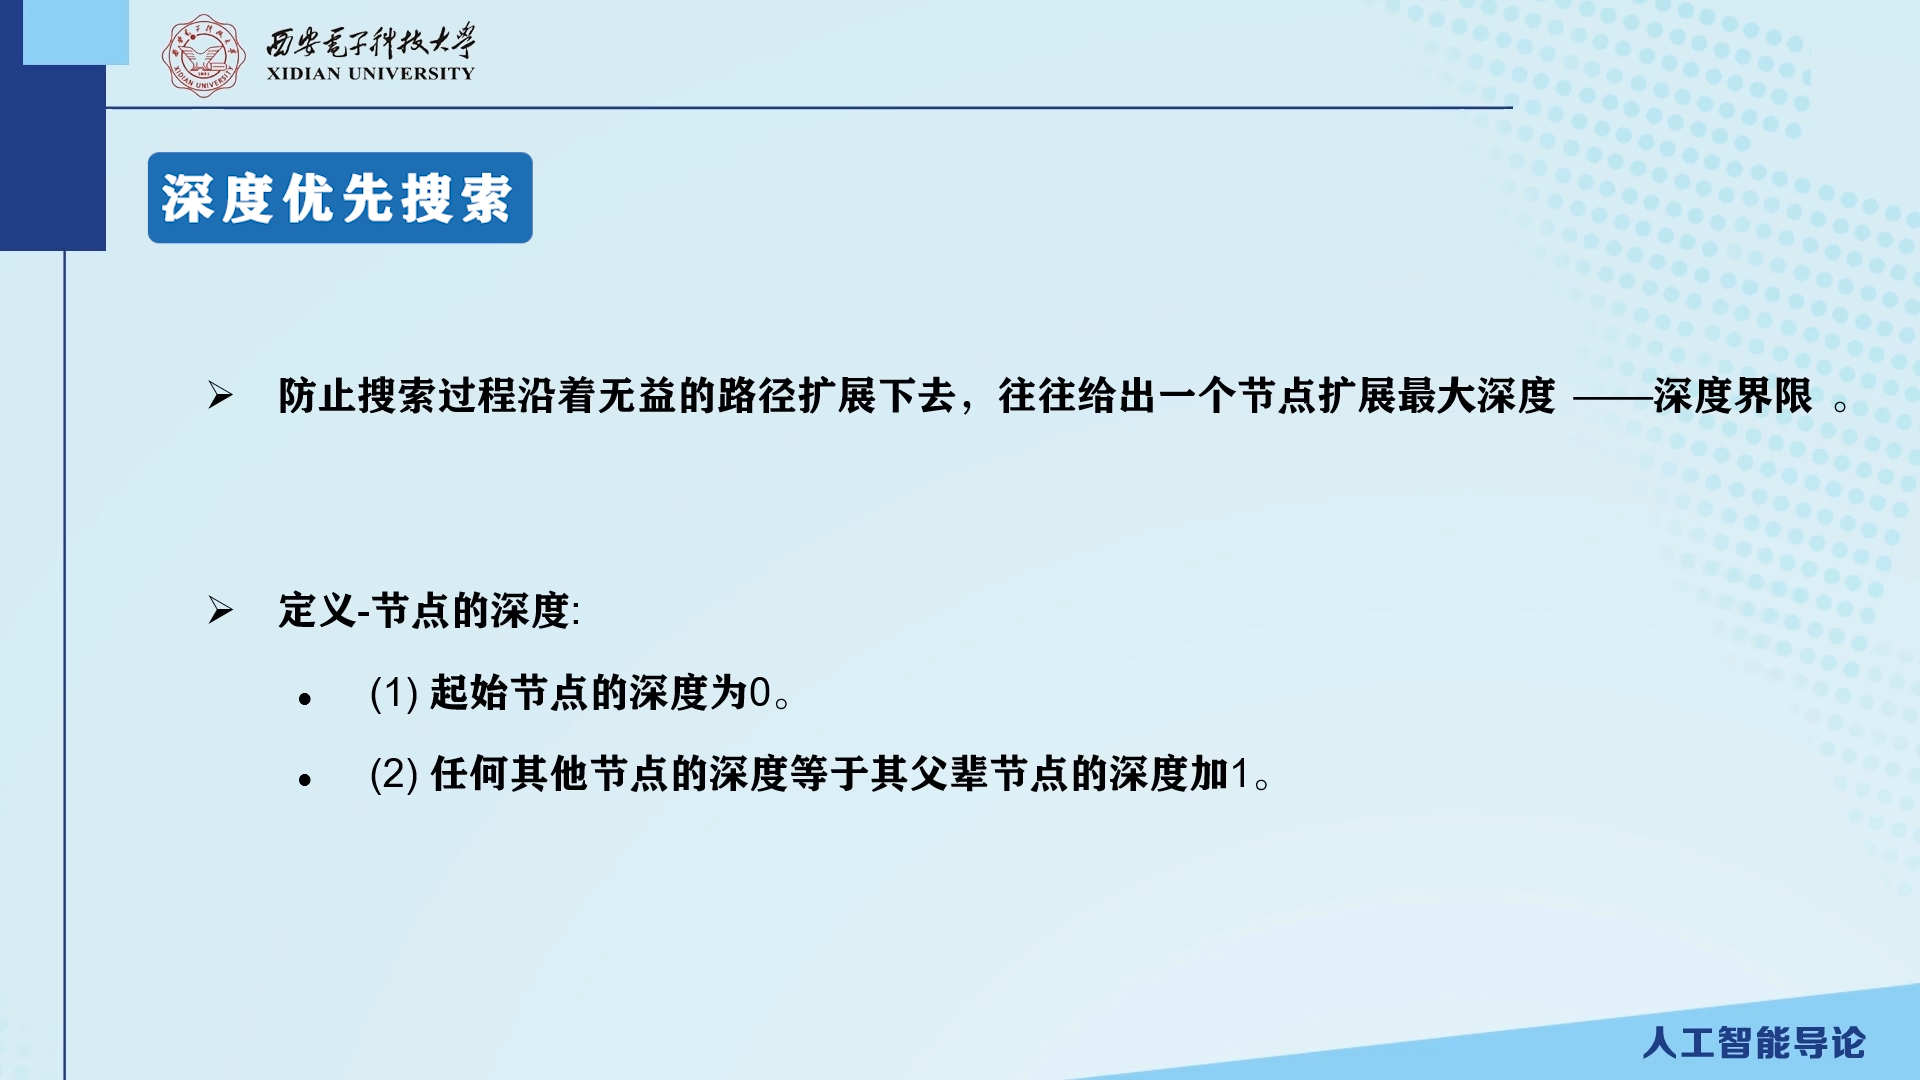 西安电子科技大学
XIDIAN UNIVERSITY
深度优先搜索
➢ 防止搜索过程沿着无益的路径扩展下去，往往给出一个节点扩展最大深度 ——深度界限 。
➢ 定义-节点的深度:
• (1) 起始节点的深度为0。
• (2) 任何其他节点的深度等于其父辈节点的深度加1。
人工智能导论